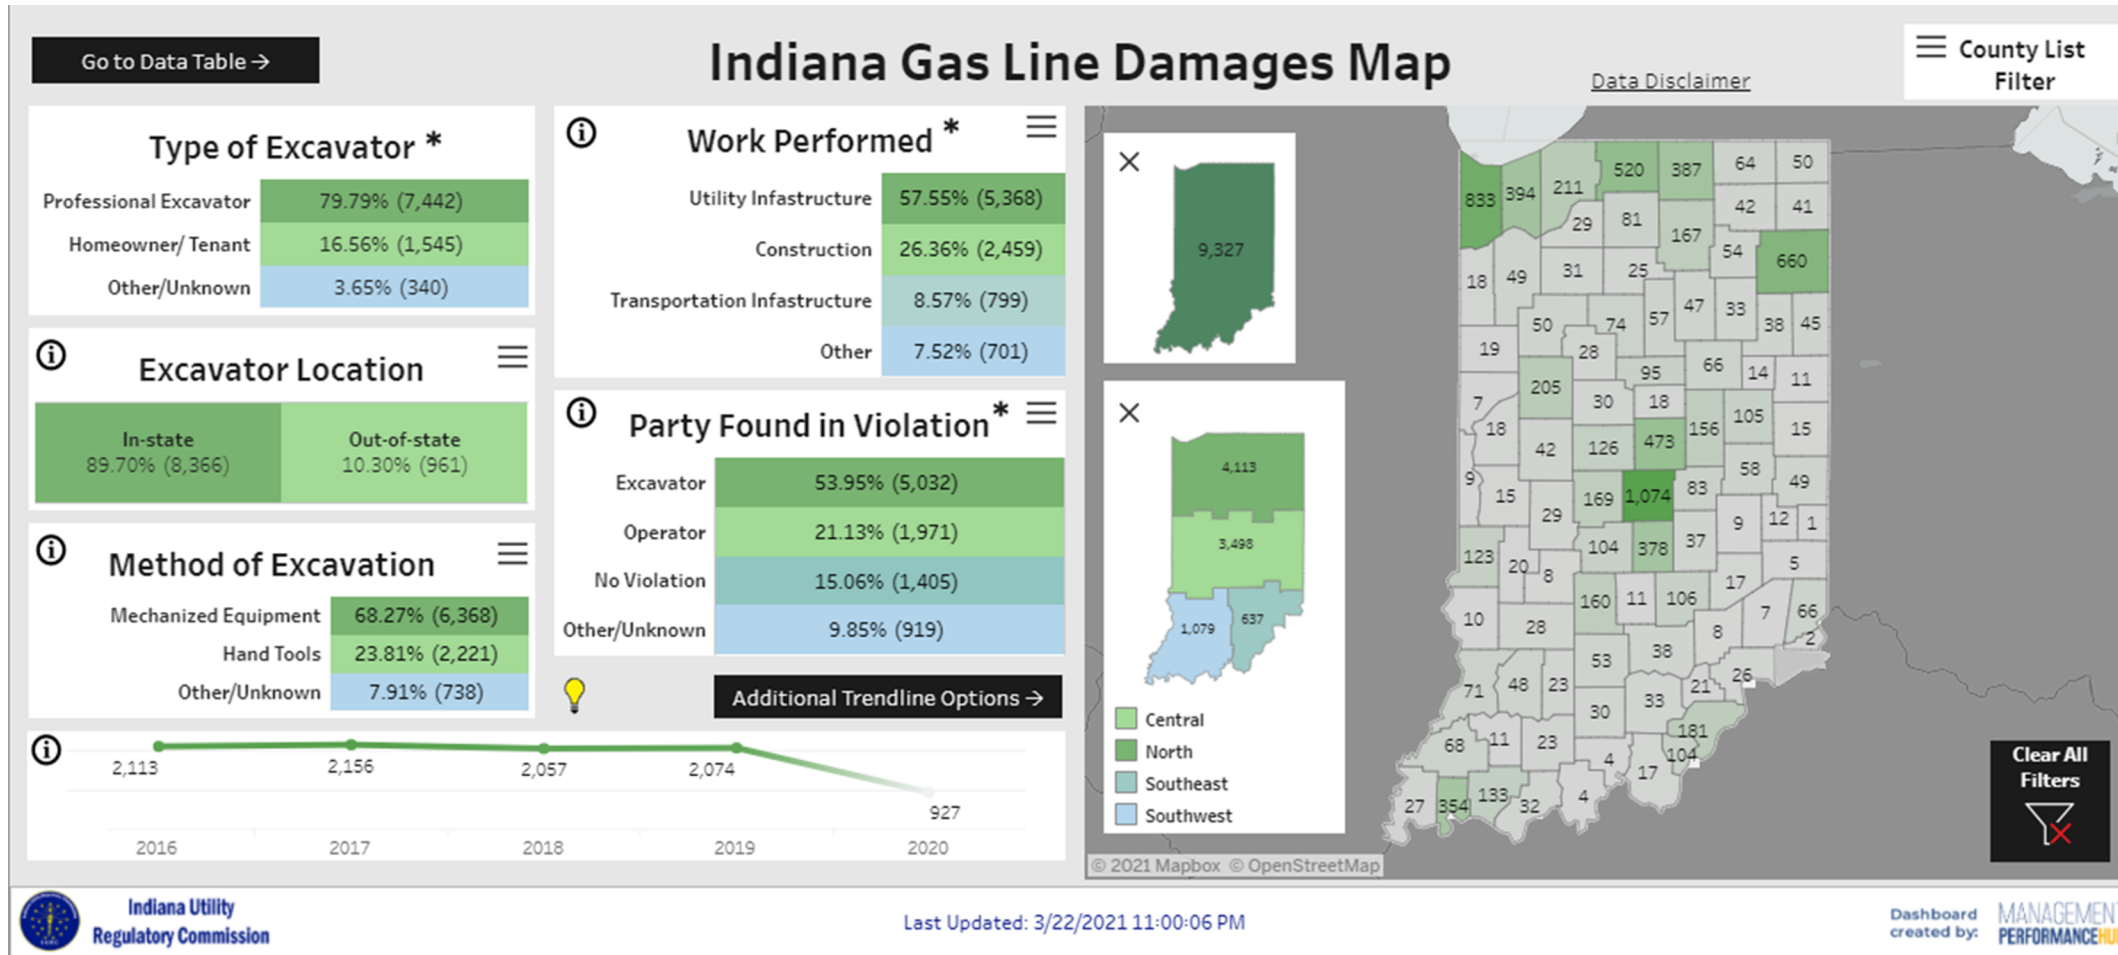 Go to Data Table →
Indiana Gas Line Damages Map
Data Disclaimer
County List
Filter
Type of Excavator *
Professional Excavator 79.79% (7,442)
Homeowner/ Tenant 16.56% (1,545)
Other/Unknown 3.65% (340)
Excavator Location
In-state Out-of-state
89.70% (8,366) 10.30% (961)
Method of Excavation
Mechanized Equipment 68.27% (6,368)
Hand Tools 23.81% (2,221)
Other/Unknown 7.91% (738)
Work Performed *
Utility Infastructure 57.55% (5,368)
Construction 26.36% (2,459)
Transportation Infastructure 8.57% (799)
Other 7.52% (701)
Party Found in Violation *
Excavator 53.95% (5,032)
Operator 21.13% (1,971)
No Violation 15.06% (1,405)
Other/Unknown 9.85% (919)
Additional Trendline Options →
2,113 2,156 2,057 2,074 927
2016 2017 2018 2019 2020
9,327
4,113
3,498
1,079 637
Central
North
Southeast
Southwest
833 394 211 520 387 64 50
29 81 42 41
167 54 660
18 49 31 25
50 74 57 47 33 38 45
19 28
205 95 66 14 11
7 30 18 156 105
18 42 126 473 15
9 15 58 49
29 169 1,074 83 9 12 1
123 20 8 104 378 37 5
10 28 160 11 106 17 7 66
8 2
53 38 26
71 48 23 30 33 21
68 11 23 4 17 181
104
27 354 133 32 4
Clear All
Filters
© 2021 Mapbox © OpenStreetMap
Indiana Utility
Regulatory Commission
Last Updated: 3/22/2021 11:00:06 PM
Dashboard
created by:
MANAGEMENT
PERFORMANCEHU